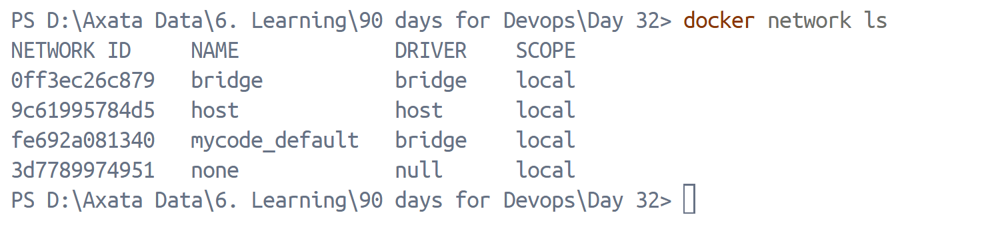 PS D:\Axata Data\6. Learning\90 days for Devops\Day 32> docker network ls
NETWORK ID     NAME             DRIVER    SCOPE
0ff3ec26c879   bridge           bridge    local
9c61995784d5   host             host      local
fe692a081340   mycode_default   bridge    local
3d7789974951   none             null      local
PS D:\Axata Data\6. Learning\90 days for Devops\Day 32>